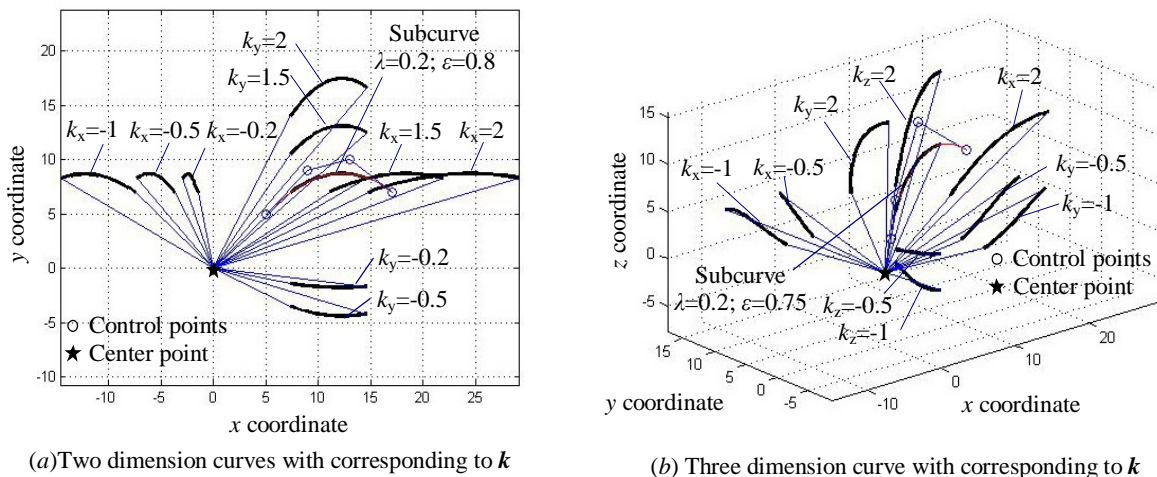 y coordinate
20
15
10
5
0
-5
-10
-10
-5
0
5
10
15
20
25
x coordinate
Subcurve
λ=0.2; ε=0.8
k_y=2
k_y=1.5
k_x=-1
k_x=-0.5
k_x=-0.2
k_x=1.5
k_x=2
k_y=-0.2
k_y=-0.5
Control points
Center point
(a)Two dimension curves with corresponding to k
z coordinate
15
10
5
0
-5
15
10
5
0
-5
y coordinate
-10
0
10
20
x coordinate
k_z=2
k_x=2
k_y=2
k_x=-1
k_x=-0.5
k_y=-0.5
k_y=-1
Subcurve
λ=0.2; ε=0.75
k_z=-0.5
k_z=-1
Control points
Center point
(b) Three dimension curve with corresponding to k